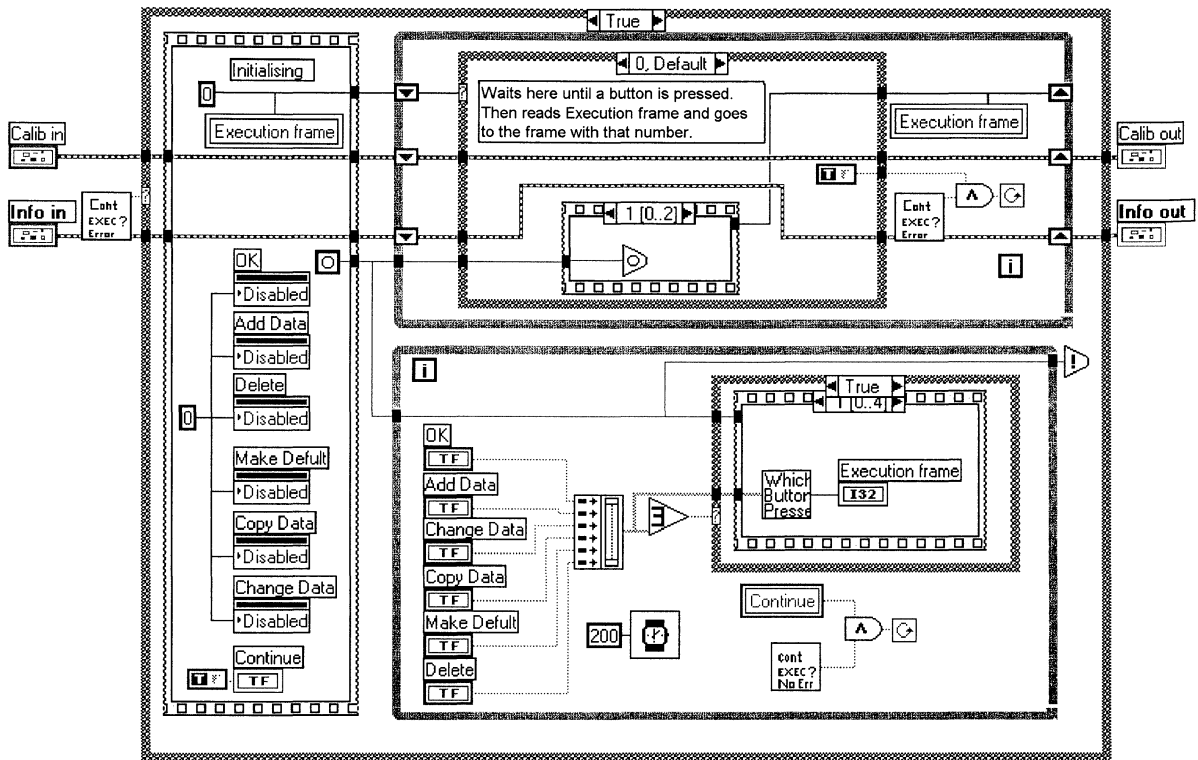 True
Initialising
0
Execution frame
0, Default
Waits here until a button is pressed.
Then reads Execution frame and goes
to the frame with that number.
Execution frame
Calib in
Calib out
T
Info in
Cont
EXEC?
Error
1 [0..2]
Cont
EXEC?
Error
Info out
i
OK
Disabled
Add Data
Disabled
Delete
Disabled
0
Make Defult
Disabled
Copy Data
Disabled
Change Data
Disabled
Continue
T
TF
i
!
True
1 [0..4]
OK
TF
Add Data
TF
Change Data
TF
Copy Data
TF
Make Defult
TF
Delete
TF
Which
Button
Presse
Execution frame
I32
200
Continue
cont
EXEC?
No Err